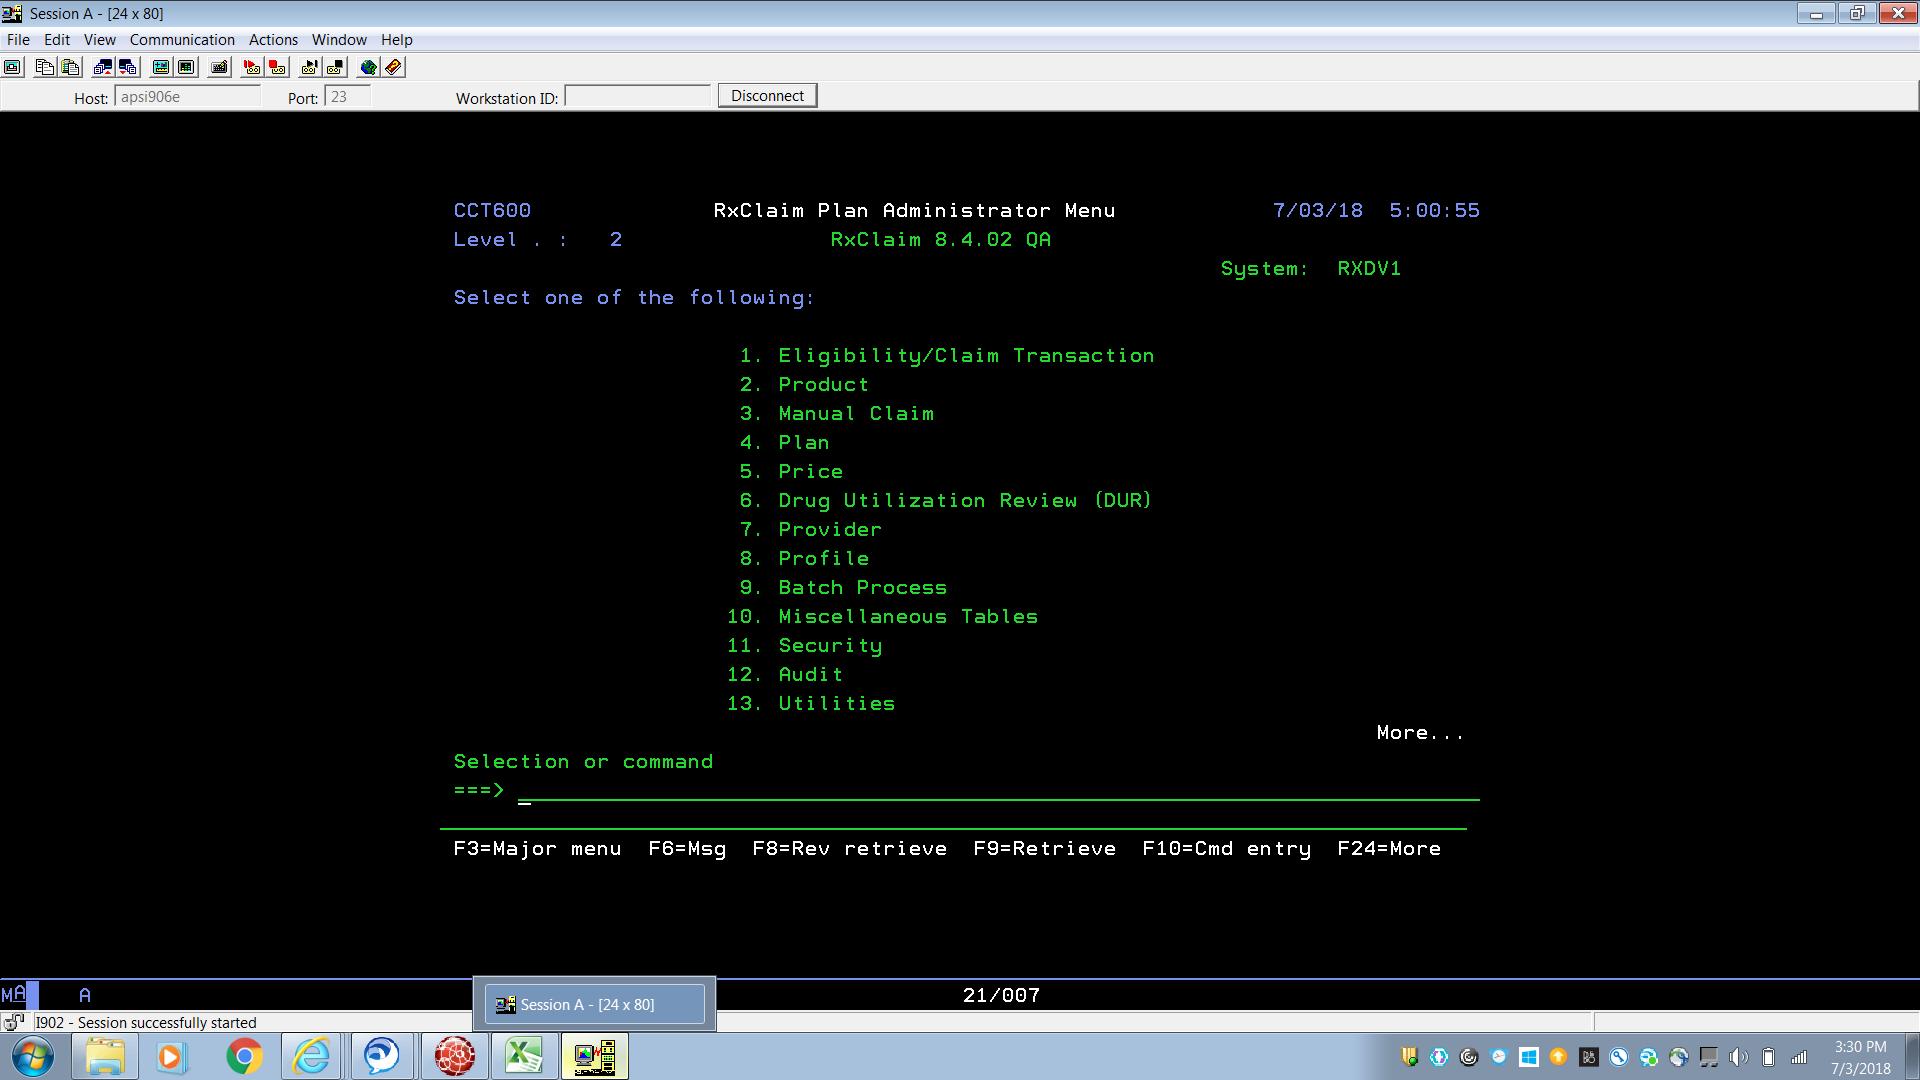 Session A - [24 x 80]
File Edit View Communication Actions Window Help
Host: apsi906e Port: 23 Workstation ID: Disconnect
CCT600 RxClaim Plan Administrator Menu 7/03/18 5:00:55
Level . : 2 RxClaim 8.4.02 QA
System: RXDV1
Select one of the following:
1. Eligibility/Claim Transaction
2. Product
3. Manual Claim
4. Plan
5. Price
6. Drug Utilization Review (DUR)
7. Provider
8. Profile
9. Batch Process
10. Miscellaneous Tables
11. Security
12. Audit
13. Utilities
More...
Selection or command
===>
F3=Major menu F6=Msg F8=Rev retrieve F9=Retrieve F10=Cmd entry F24=More
MA A 21/007
Session A - [24 x 80]
I902 - Session successfully started
3:30 PM
7/3/2018